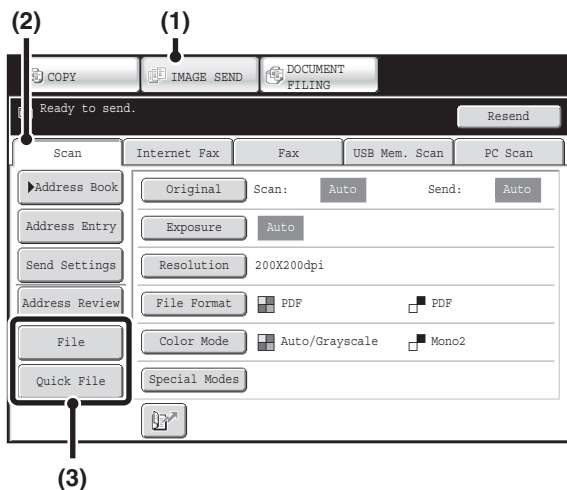 (2) (1)
COPY IMAGE SEND DOCUMENT
FILING
Ready to send.
Resend
Scan Internet Fax Fax USB Mem. Scan PC Scan
Address Book Original Scan: Auto Send: Auto
Address Entry Exposure Auto
Send Settings Resolution 200X200dpi
Address Review File Format PDF PDF
File Color Mode Auto/Grayscale Mono2
Quick File Special Modes
(3)